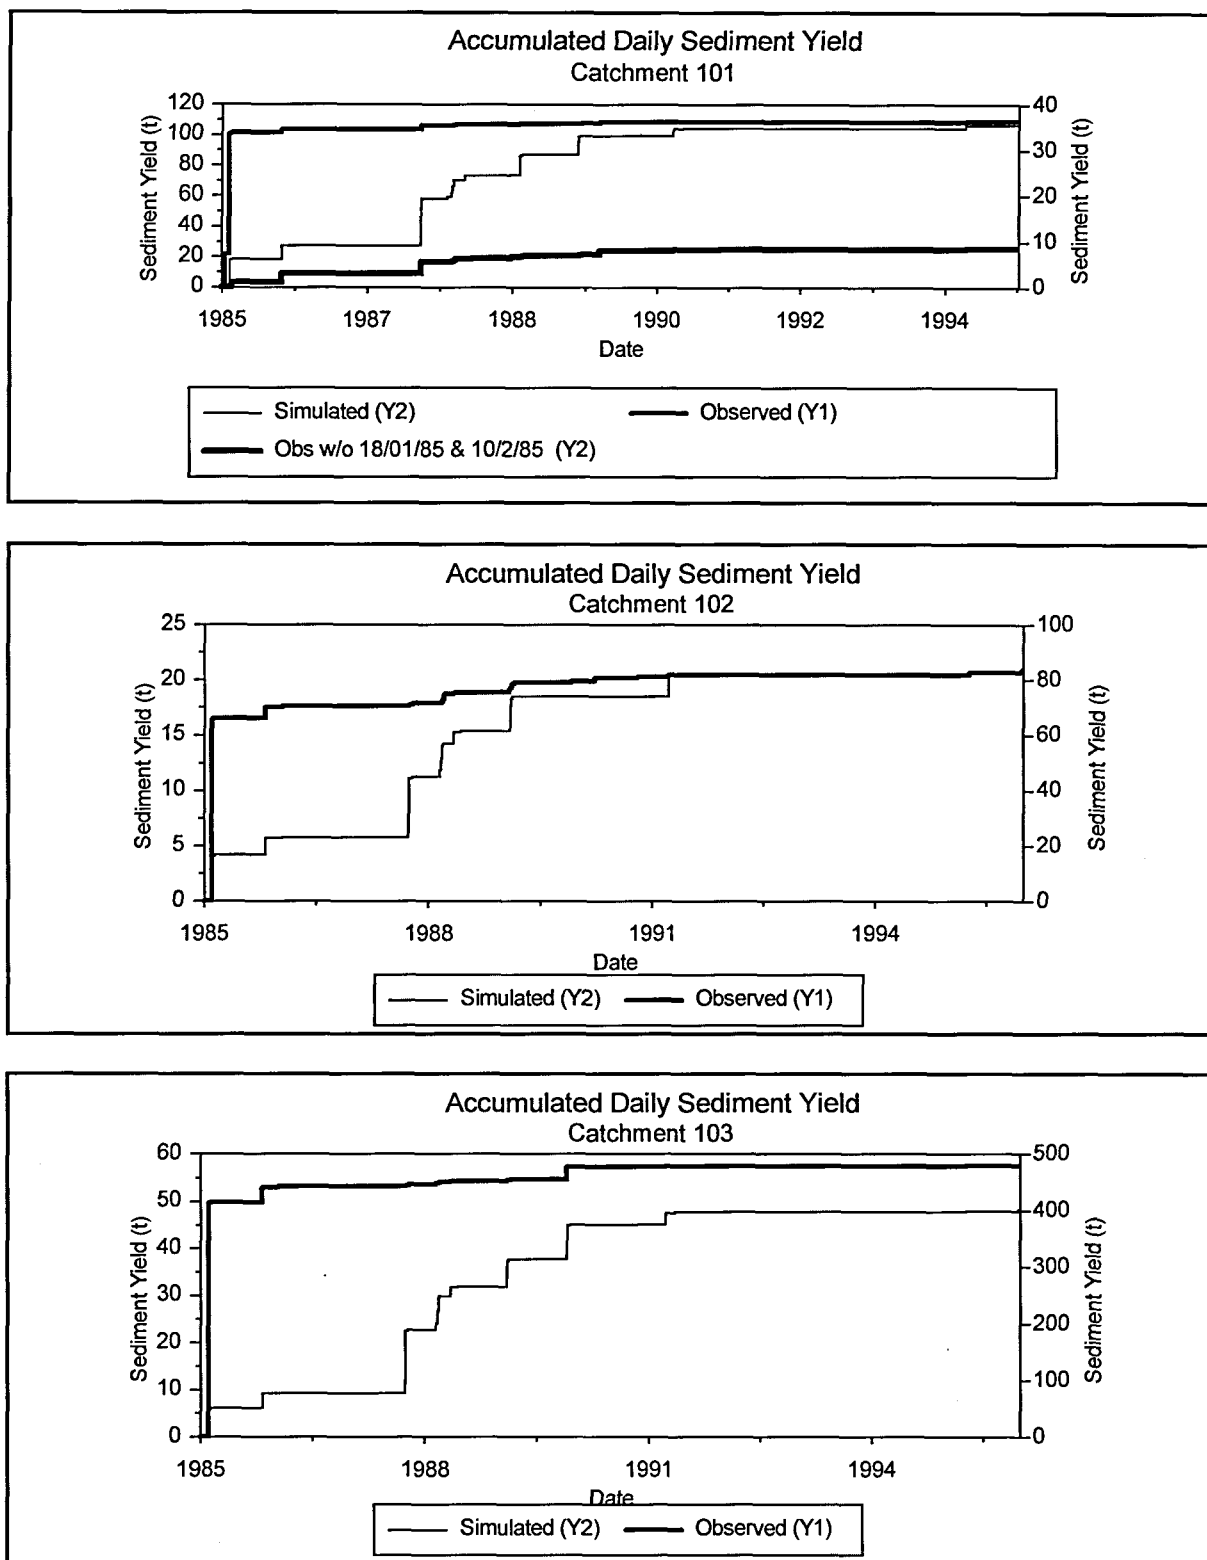 Accumulated Daily Sediment Yield
Catchment 101
Sediment Yield (t)
120
100
80
60
40
20
0
40
30
20
10
0
Sediment Yield (t)
1985 1987 1988 1990 1992 1994
Date
Simulated (Y2) Observed (Y1)
Obs w/o 18/01/85 & 10/2/85 (Y2)
Accumulated Daily Sediment Yield
Catchment 102
Sediment Yield (t)
25
20
15
10
5
0
100
80
60
40
20
0
Sediment Yield (t)
1985 1988 1991 1994
Date
Simulated (Y2) Observed (Y1)
Accumulated Daily Sediment Yield
Catchment 103
Sediment Yield (t)
60
50
40
30
20
10
0
500
400
300
200
100
0
Sediment Yield (t)
1985 1988 1991 1994
Date
Simulated (Y2) Observed (Y1)